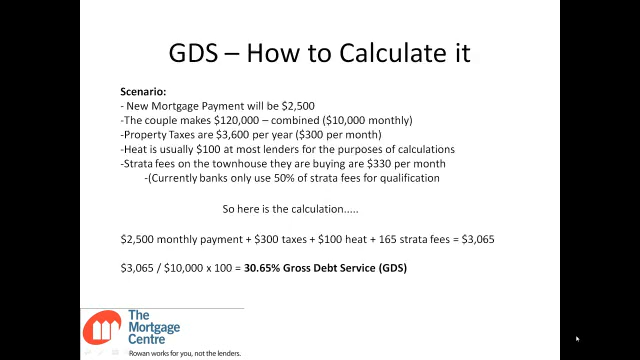 GDS – How to Calculate it
Scenario:
- New Mortgage Payment will be $2,500
-The couple makes $120,000 – combined ($10,000 monthly)
-Property Taxes are $3,600 per year ($300 per month)
-Heat is usually $100 at most lenders for the purposes of calculations
-Strata fees on the townhouse they are buying are $330 per month
-(Currently banks only use 50% of strata fees for qualification
So here is the calculation.....
$2,500 monthly payment + $300 taxes + $100 heat + 165 strata fees = $3,065
$3,065 / $10,000 x 100 = 30.65% Gross Debt Service (GDS)
The
Mortgage
Centre
Rowan works for you, not the lenders.